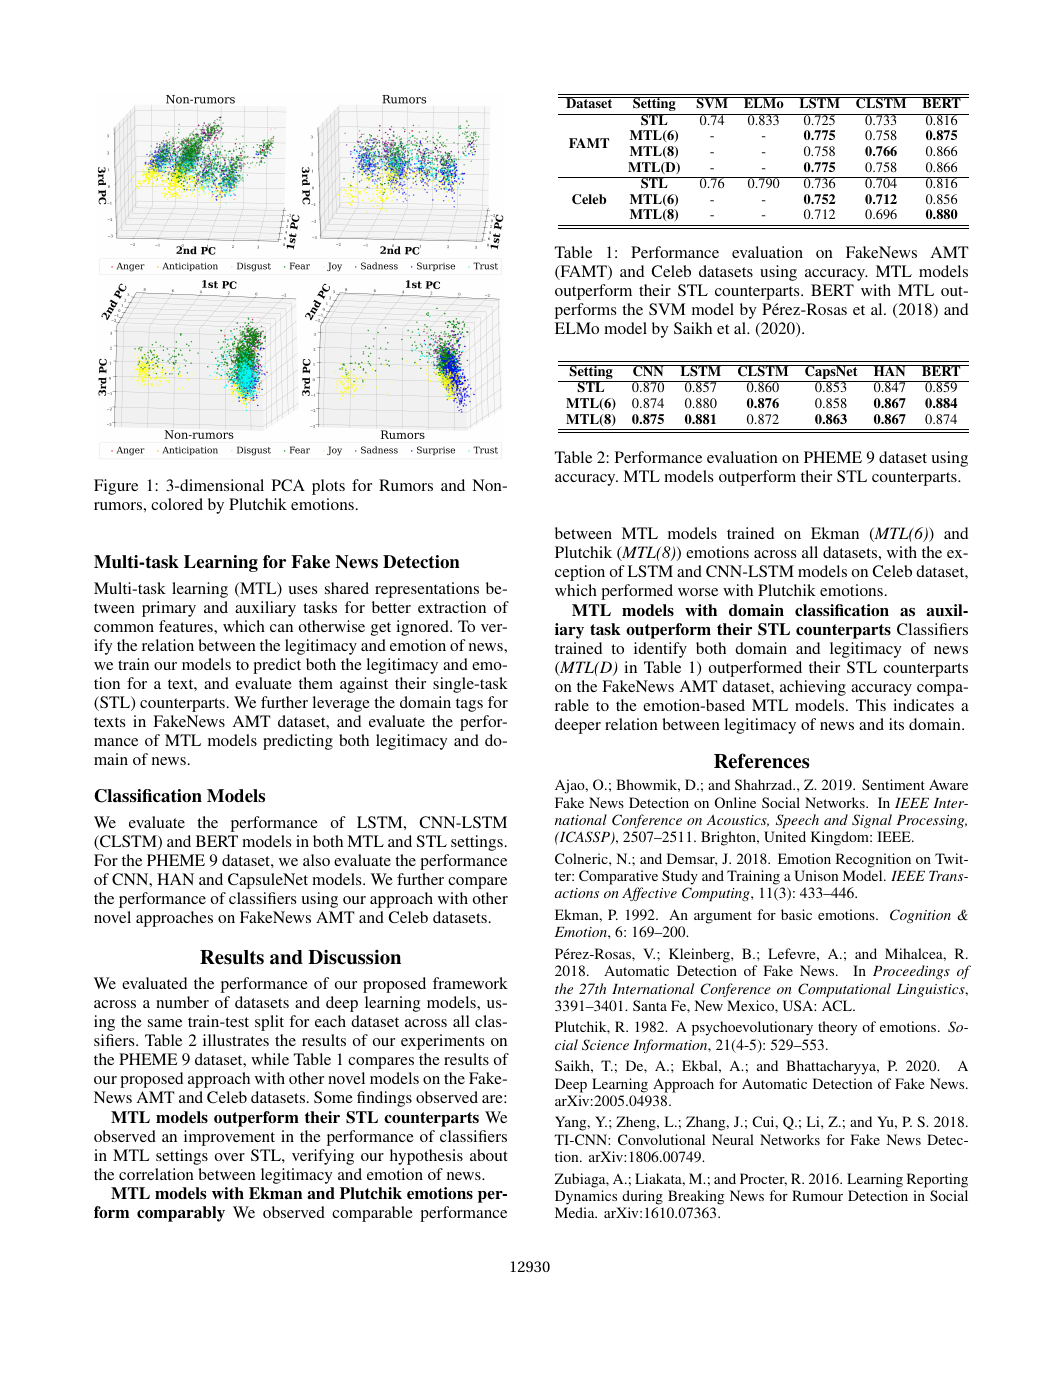 Non-rumors
Rumors
3rd PC
2nd PC
1st PC
3rd PC
2nd PC
1st PC
Anger Anticipation Disgust Fear Joy Sadness Surprise Trust
2nd PC
1st PC
3rd PC
2nd PC
1st PC
3rd PC
Non-rumors
Rumors
Anger Anticipation Disgust Fear Joy Sadness Surprise Trust
Figure 1: 3-dimensional PCA plots for Rumors and Non-
rumors, colored by Plutchik emotions.
Multi-task Learning for Fake News Detection
Multi-task learning (MTL) uses shared representations be-
tween primary and auxiliary tasks for better extraction of
common features, which can otherwise get ignored. To ver-
ify the relation between the legitimacy and emotion of news,
we train our models to predict both the legitimacy and emo-
tion for a text, and evaluate them against their single-task
(STL) counterparts. We further leverage the domain tags for
texts in FakeNews AMT dataset, and evaluate the perfor-
mance of MTL models predicting both legitimacy and do-
main of news.
Classification Models
We evaluate the performance of LSTM, CNN-LSTM
(CLSTM) and BERT models in both MTL and STL settings.
For the PHEME 9 dataset, we also evaluate the performance
of CNN, HAN and CapsuleNet models. We further compare
the performance of classifiers using our approach with other
novel approaches on FakeNews AMT and Celeb datasets.
Results and Discussion
We evaluated the performance of our proposed framework
across a number of datasets and deep learning models, us-
ing the same train-test split for each dataset across all clas-
sifiers. Table 2 illustrates the results of our experiments on
the PHEME 9 dataset, while Table 1 compares the results of
our proposed approach with other novel models on the Fake-
News AMT and Celeb datasets. Some findings observed are:
MTL models outperform their STL counterparts We
observed an improvement in the performance of classifiers
in MTL settings over STL, verifying our hypothesis about
the correlation between legitimacy and emotion of news.
MTL models with Ekman and Plutchik emotions per-
form comparably We observed comparable performance
Dataset Setting SVM ELMo LSTM CLSTM BERT
STL 0.74 0.833 0.725 0.733 0.816
MTL(6) - - 0.775 0.758 0.875
FAMT
MTL(8) - - 0.758 0.766 0.866
MTL(D) - - 0.775 0.758 0.866
STL 0.76 0.790 0.736 0.704 0.816
Celeb MTL(6) - - 0.752 0.712 0.856
MTL(8) - - 0.712 0.696 0.880
Table 1: Performance evaluation on FakeNews AMT
(FAMT) and Celeb datasets using accuracy. MTL models
outperform their STL counterparts. BERT with MTL out-
performs the SVM model by Pérez-Rosas et al. (2018) and
ELMo model by Saikh et al. (2020).
Setting CNN LSTM CLSTM CapsNet HAN BERT
STL 0.870 0.857 0.860 0.853 0.847 0.859
MTL(6) 0.874 0.880 0.876 0.858 0.867 0.884
MTL(8) 0.875 0.881 0.872 0.863 0.867 0.874
Table 2: Performance evaluation on PHEME 9 dataset using
accuracy. MTL models outperform their STL counterparts.
between MTL models trained on Ekman (MTL(6)) and
Plutchik (MTL(8)) emotions across all datasets, with the ex-
ception of LSTM and CNN-LSTM models on Celeb dataset,
which performed worse with Plutchik emotions.
MTL models with domain classification as auxil-
iary task outperform their STL counterparts Classifiers
trained to identify both domain and legitimacy of news
(MTL(D) in Table 1) outperformed their STL counterparts
on the FakeNews AMT dataset, achieving accuracy compa-
rable to the emotion-based MTL models. This indicates a
deeper relation between legitimacy of news and its domain.
References
Ajao, O.; Bhowmik, D.; and Shahrzad., Z. 2019. Sentiment Aware
Fake News Detection on Online Social Networks. In IEEE Inter-
national Conference on Acoustics, Speech and Signal Processing,
(ICASSP), 2507–2511. Brighton, United Kingdom: IEEE.
Colneric, N.; and Demsar, J. 2018. Emotion Recognition on Twit-
ter: Comparative Study and Training a Unison Model. IEEE Trans-
actions on Affective Computing, 11(3): 433–446.
Ekman, P. 1992. An argument for basic emotions. Cognition &
Emotion, 6: 169–200.
Pérez-Rosas, V.; Kleinberg, B.; Lefevre, A.; and Mihalcea, R.
2018. Automatic Detection of Fake News. In Proceedings of
the 27th International Conference on Computational Linguistics,
3391–3401. Santa Fe, New Mexico, USA: ACL.
Plutchik, R. 1982. A psychoevolutionary theory of emotions. So-
cial Science Information, 21(4-5): 529–553.
Saikh, T.; De, A.; Ekbal, A.; and Bhattacharyya, P. 2020. A
Deep Learning Approach for Automatic Detection of Fake News.
arXiv:2005.04938.
Yang, Y.; Zheng, L.; Zhang, J.; Cui, Q.; Li, Z.; and Yu, P. S. 2018.
TI-CNN: Convolutional Neural Networks for Fake News Detec-
tion. arXiv:1806.00749.
Zubiaga, A.; Liakata, M.; and Procter, R. 2016. Learning Reporting
Dynamics during Breaking News for Rumour Detection in Social
Media. arXiv:1610.07363.
12930